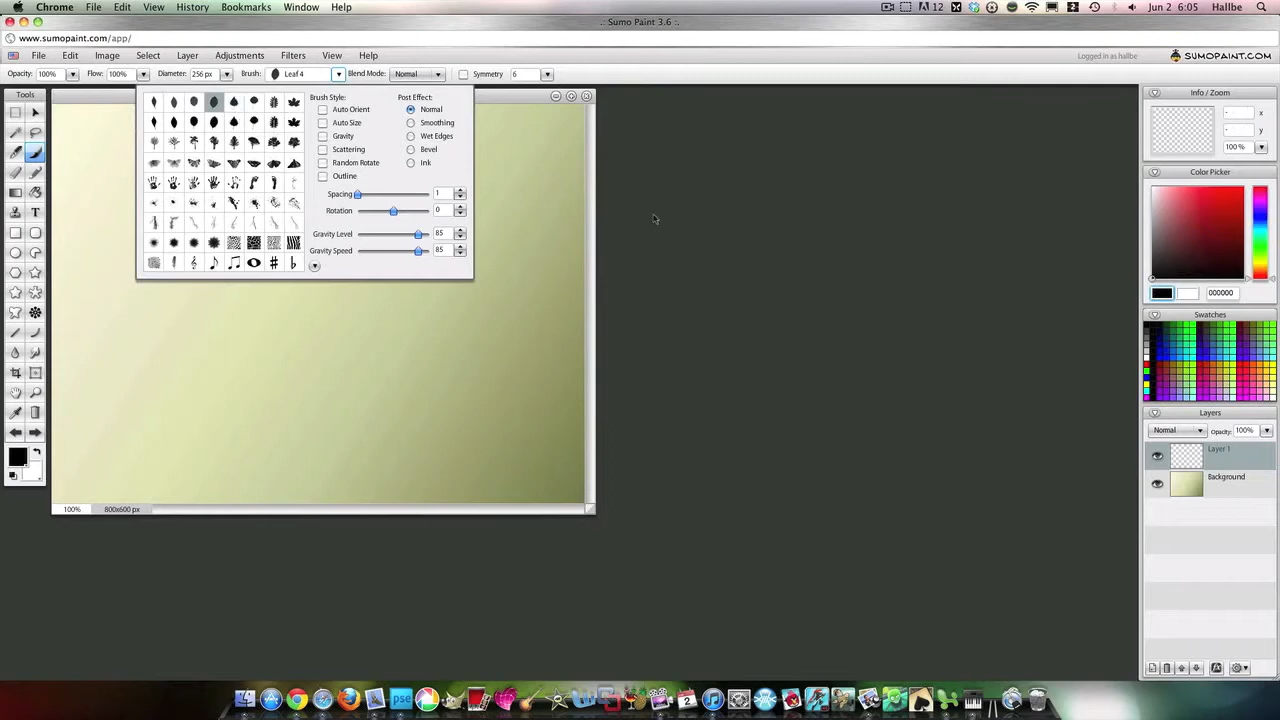 Chrome File Edit View History Bookmarks Window Help 12 2 Jun 2 6:05 Hallbe
.: Sumo Paint 3.6 :.
www.sumopaint.com/app/
File Edit Image Select Layer Adjustments Filters View Help Logged in as hallbe SUMOPAINT.COM
Opacity: 100% Flow: 100% Diameter: 256 px Brush: Leaf 4 Blend Mode: Normal Symmetry 6
Tools
Brush Style: Post Effect:
Auto Orient Normal
Auto Size Smoothing
Gravity Wet Edges
Scattering Bevel
Random Rotate Ink
Outline
Spacing 1
Rotation 0
Gravity Level 85
Gravity Speed 85
T
100% 800x600 px
Info / Zoom
- x
- y
100 %
Color Picker
000000
Swatches
Layers
Normal Opacity: 100%
Layer 1
Background
pse
2